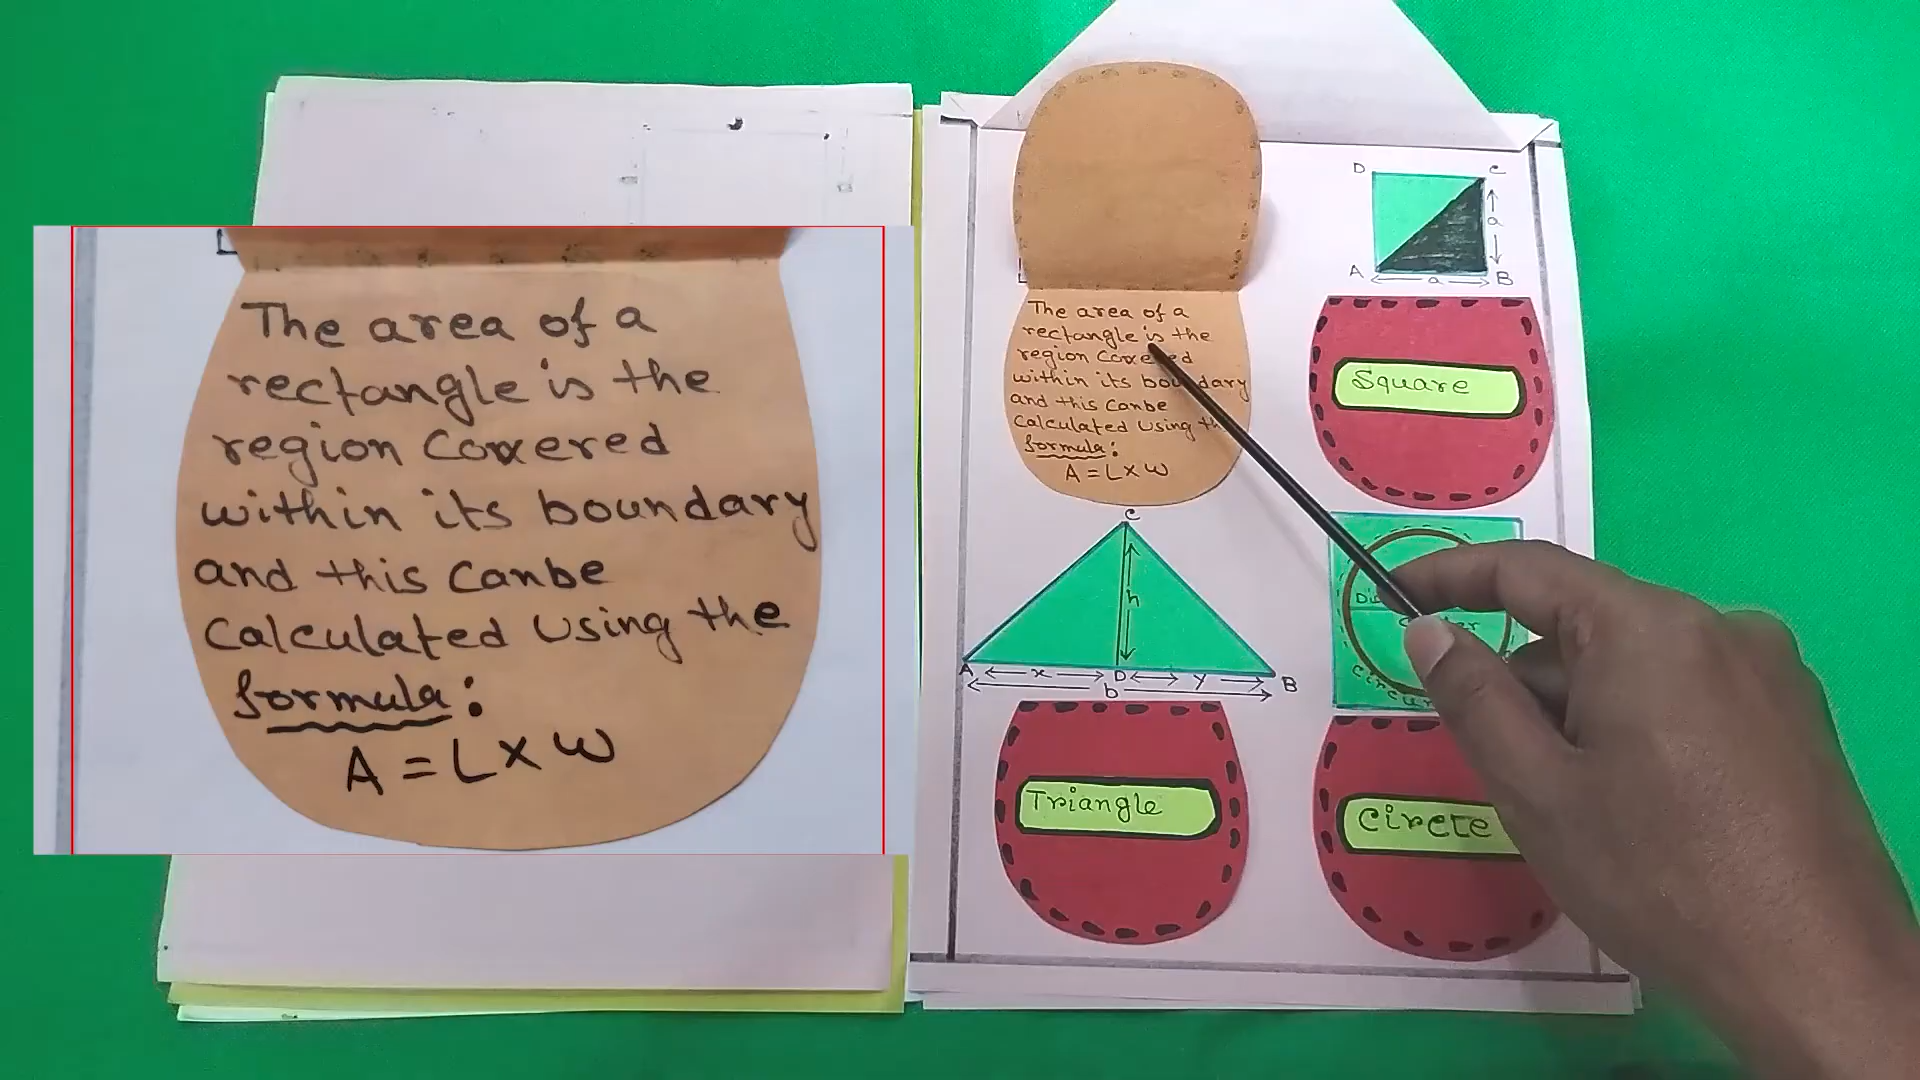 The area of a
rectangle is the
region Covered
within its boundary
and this Canbe
Calculated Using the
formula:
A = L x W
The area of a
rectangle is the
region Covered
within its boundary
and this Canbe
Calculated Using th
formula:
A = L x W
D C
a
A a B
Square
C
h
A x D y B
b
Triangle
Circle